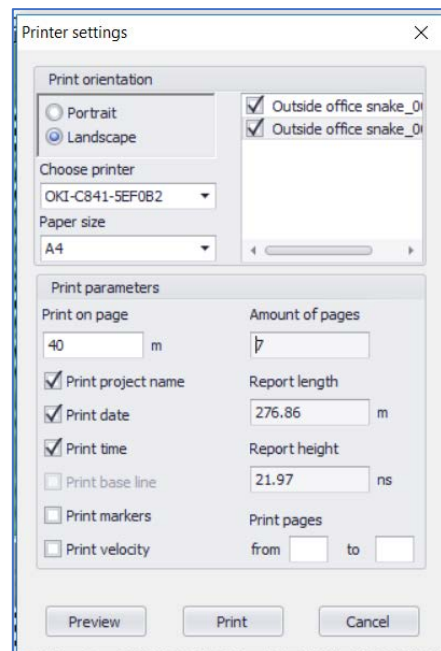 Printer settings
Print orientation
Portrait
Landscape
Choose printer
OKI-C841-5EF0B2
Paper size
A4
Outside office snake_0
Outside office snake_0
Print parameters
Print on page
40 m
Print project name
Print date
Print time
Print base line
Print markers
Print velocity
Amount of pages
7
Report length
276.86 m
Report height
21.97 ns
Print pages
from to
Preview
Print
Cancel